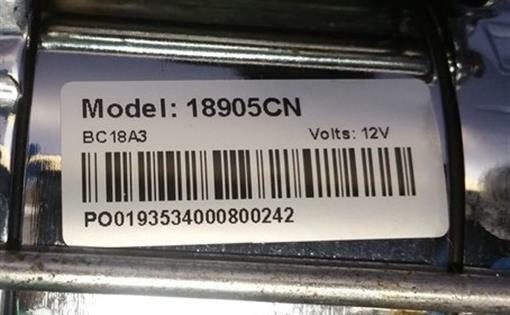 Model: 18905CN
BC18A3 Volts: 12V
PO0193534000800242